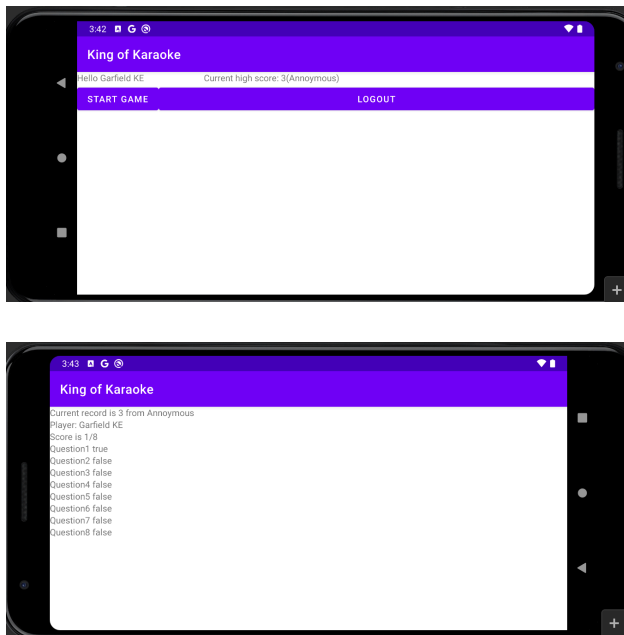 3:42
King of Karaoke
Hello Garfield KE Current high score: 3(Annoymous)
START GAME LOGOUT
3:43
King of Karaoke
Current record is 3 from Annoymous
Player: Garfield KE
Score is 1/8
Question1 true
Question2 false
Question3 false
Question4 false
Question5 false
Question6 false
Question7 false
Question8 false